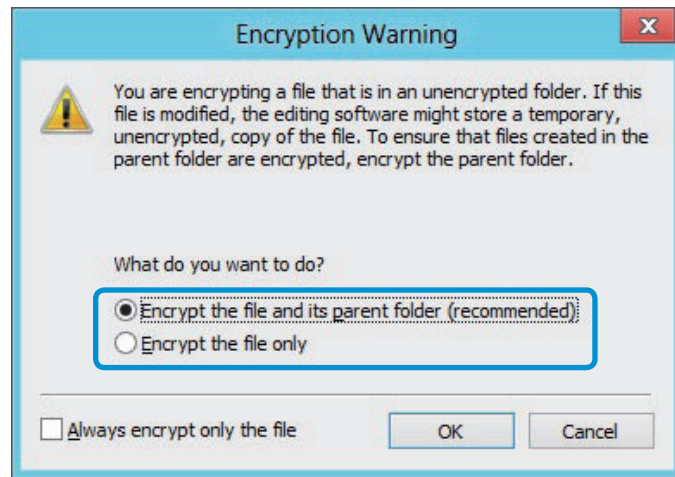 Encryption Warning
You are encrypting a file that is in an unencrypted folder. If this
file is modified, the editing software might store a temporary,
unencrypted, copy of the file. To ensure that files created in the
parent folder are encrypted, encrypt the parent folder.
What do you want to do?
Encrypt the file and its parent folder (recommended)
Encrypt the file only
Always encrypt only the file
OK
Cancel